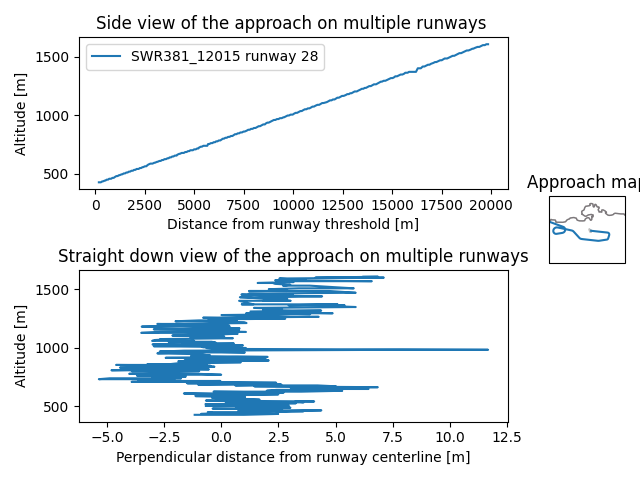 Side view of the approach on multiple runways
SWR381_12015 runway 28
Altitude [m]
1500
1000
500
0 2500 5000 7500 10000 12500 15000 17500 20000
Distance from runway threshold [m]
Approach map
Straight down view of the approach on multiple runways
Altitude [m]
1500
1000
500
−5.0 −2.5 0.0 2.5 5.0 7.5 10.0 12.5
Perpendicular distance from runway centerline [m]